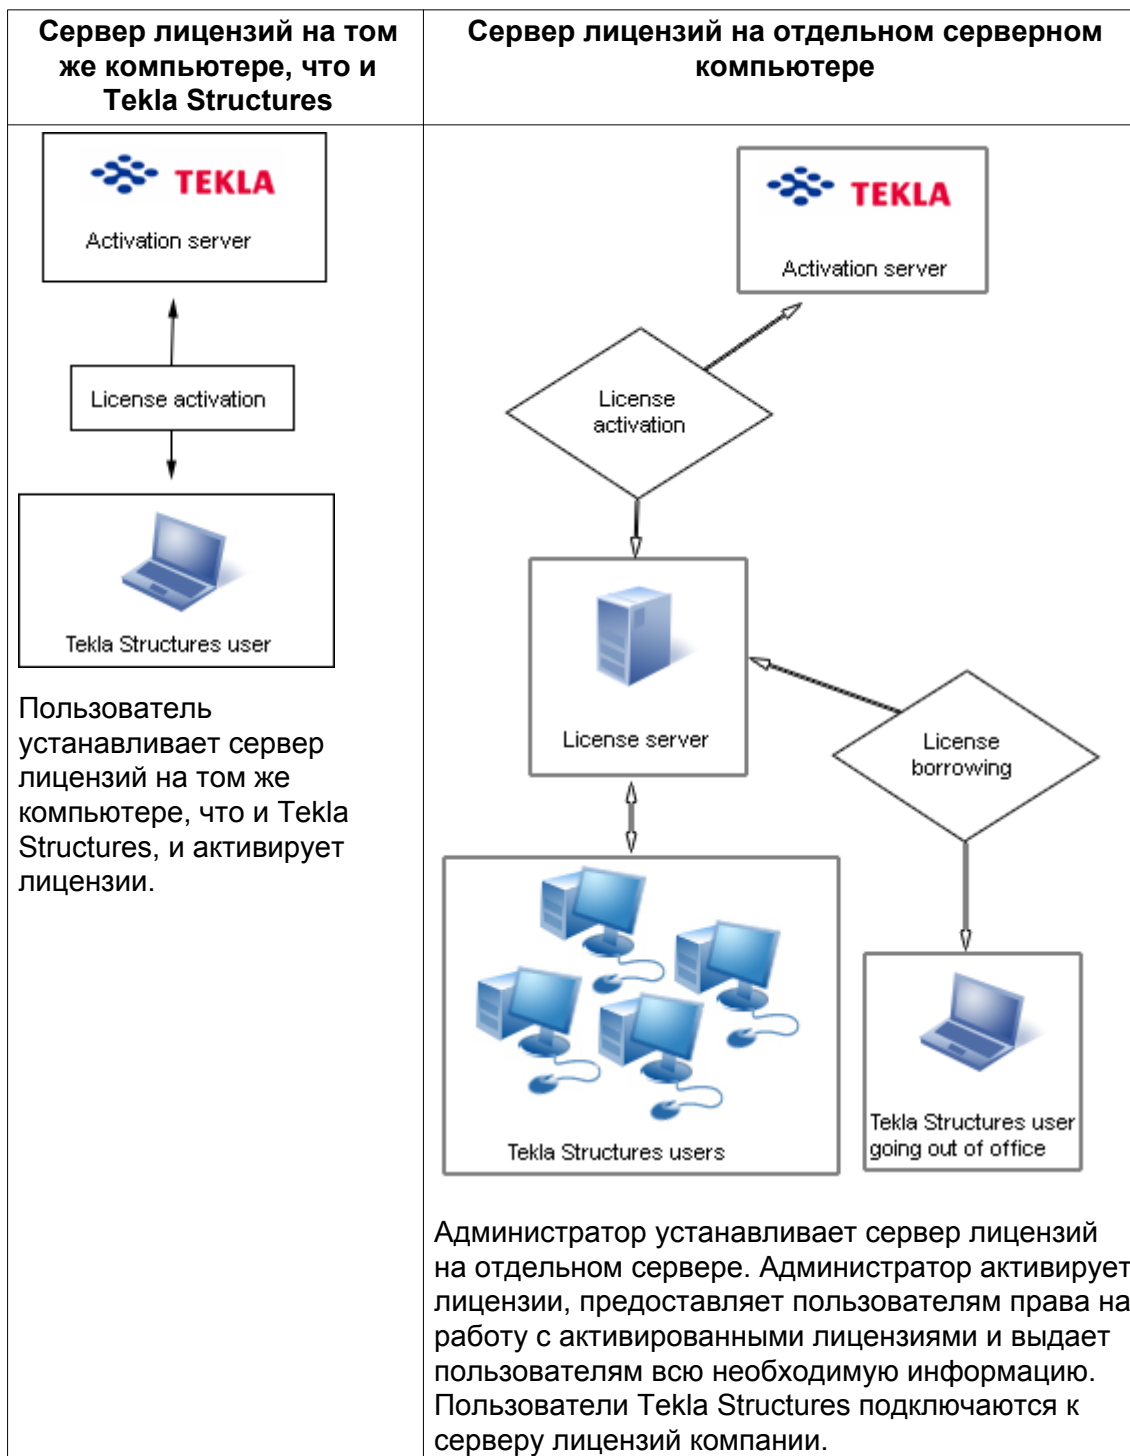 Сервер лицензий на том
же компьютере, что и
Tekla Structures
Сервер лицензий на отдельном серверном
компьютере
TEKLA
Activation server
License activation
Tekla Structures user
Пользователь
устанавливает сервер
лицензий на том же
компьютере, что и Tekla
Structures, и активирует
лицензии.
TEKLA
Activation server
License
activation
License server
License
borrowing
Tekla Structures users
Tekla Structures user
going out of office
Администратор устанавливает сервер лицензий
на отдельном сервере. Администратор активирует
лицензии, предоставляет пользователям права на
работу с активированными лицензиями и выдает
пользователям всю необходимую информацию.
Пользователи Tekla Structures подключаются к
серверу лицензий компании.